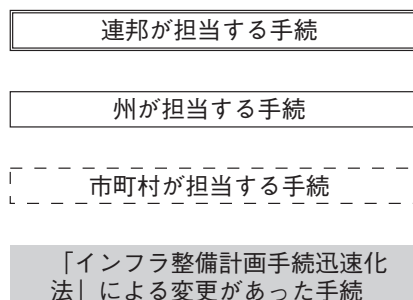 連邦が担当する手続
州が担当する手続
市町村が担当する手続
「インフラ整備計画手続迅速化
法」による変更があった手続